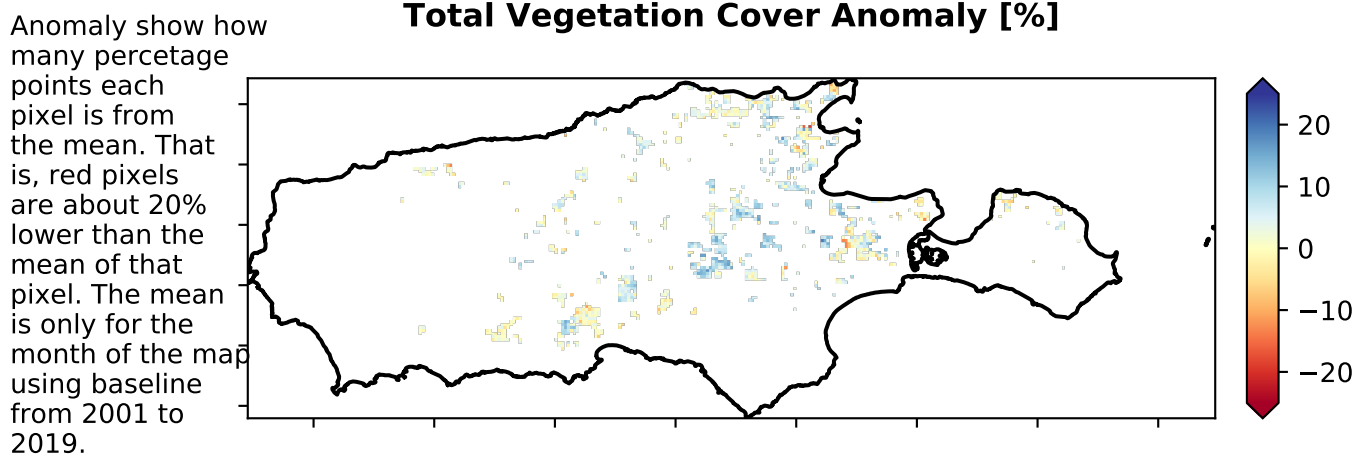 Total Vegetation Cover Anomaly [%]
Anomaly show how
many percetage
points each
pixel is from
the mean. That
is, red pixels
are about 20%
lower than the
mean of that
pixel. The mean
is only for the
month of the map
using baseline
from 2001 to
2019.
20
10
0
−10
−20